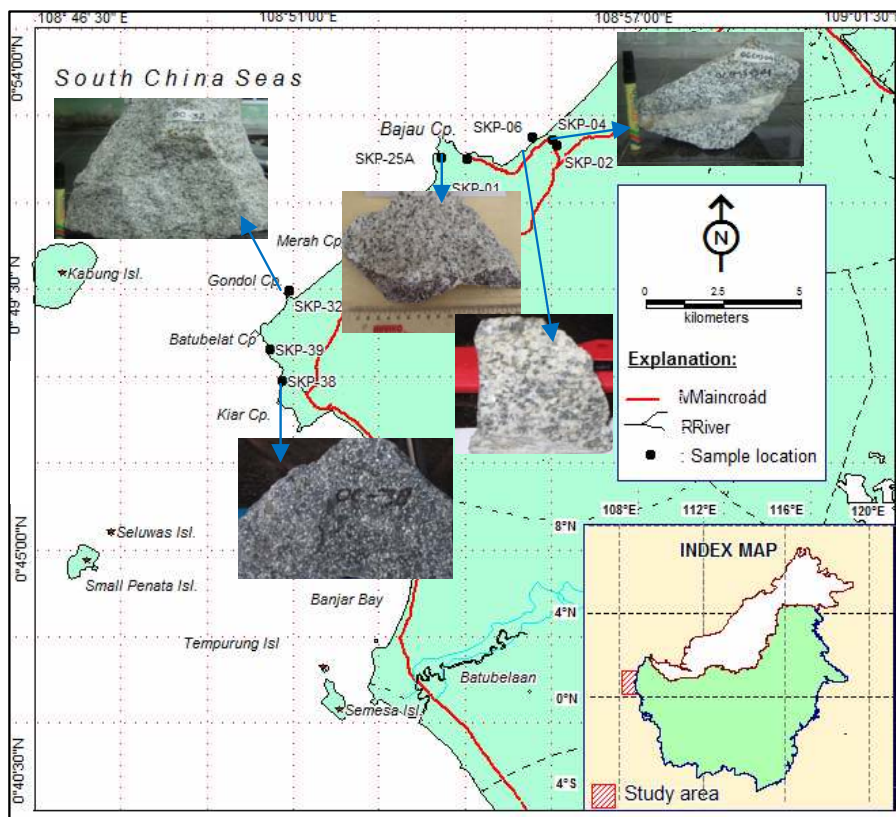 108° 46' 30"E
108°51'00"E
108°57'00"E
109°01'30"E
0°54'00"N
South China Seas
OC-32
Bajau Cp.
SKP-06
SKP-04
SKP-25A
SKP-02
SKP-01
Merah Cp
Kabung Isl.
Gondol Cp.
0°49'30"N
SKP-32
Batubelat Cp
SKP-39
SKP-38
Kiar Cp.
OC-38
N
0 2.5 5
kilometers
Explanation:
MMainroad
RRiver
: Sample location
Seluwas Isl.
0°45'00"N
Small Penata Isl.
Banjar Bay
Tempurung Isl
Batubelaan
Semesa Isl.
0°40'30"N
108°E 112°E 116°E 120°E
8°N
INDEX MAP
4°N
0°N
4°S
Study area